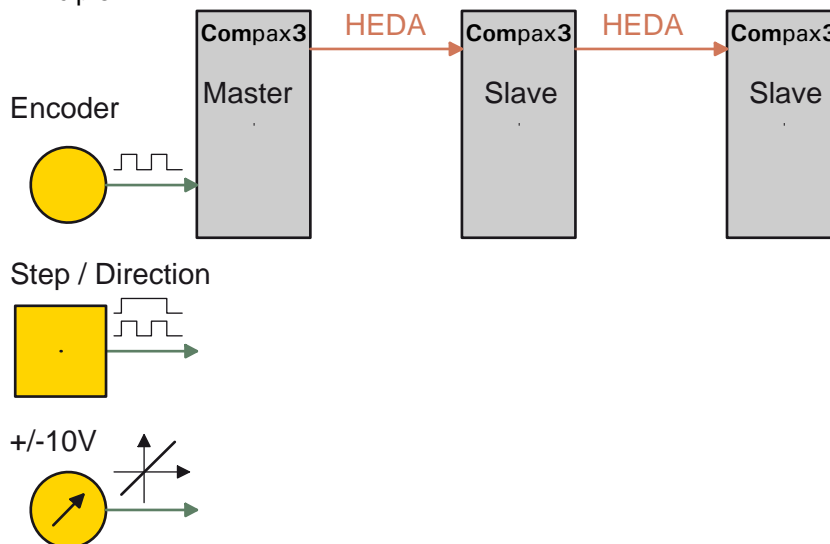 Compax3 HEDA Compax3 HEDA Compax3
Master Slave Slave
Encoder
Step / Direction
+/-10V